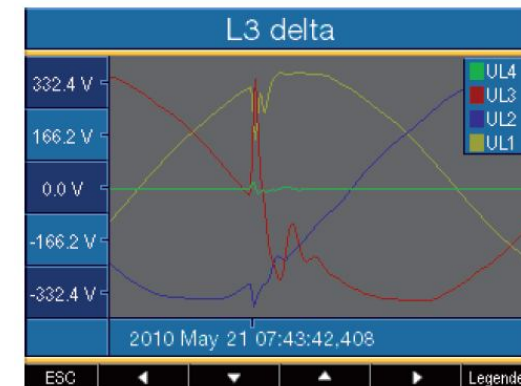 L3 delta
332.4 V
166.2 V
0.0 V
-166.2 V
-332.4 V
UL4
UL3
UL2
UL1
2010 May 21 07:43:42,408
ESC
Legende